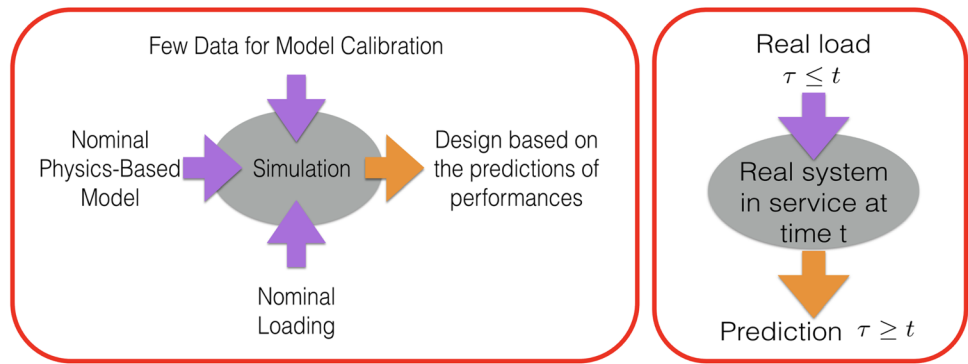 Few Data for Model Calibration
Nominal
Physics-Based
Model
Simulation
Design based on
the predictions of
performances
Nominal
Loading
Real load
τ ≤ t
Real system
in service at
time t
Prediction τ ≥ t